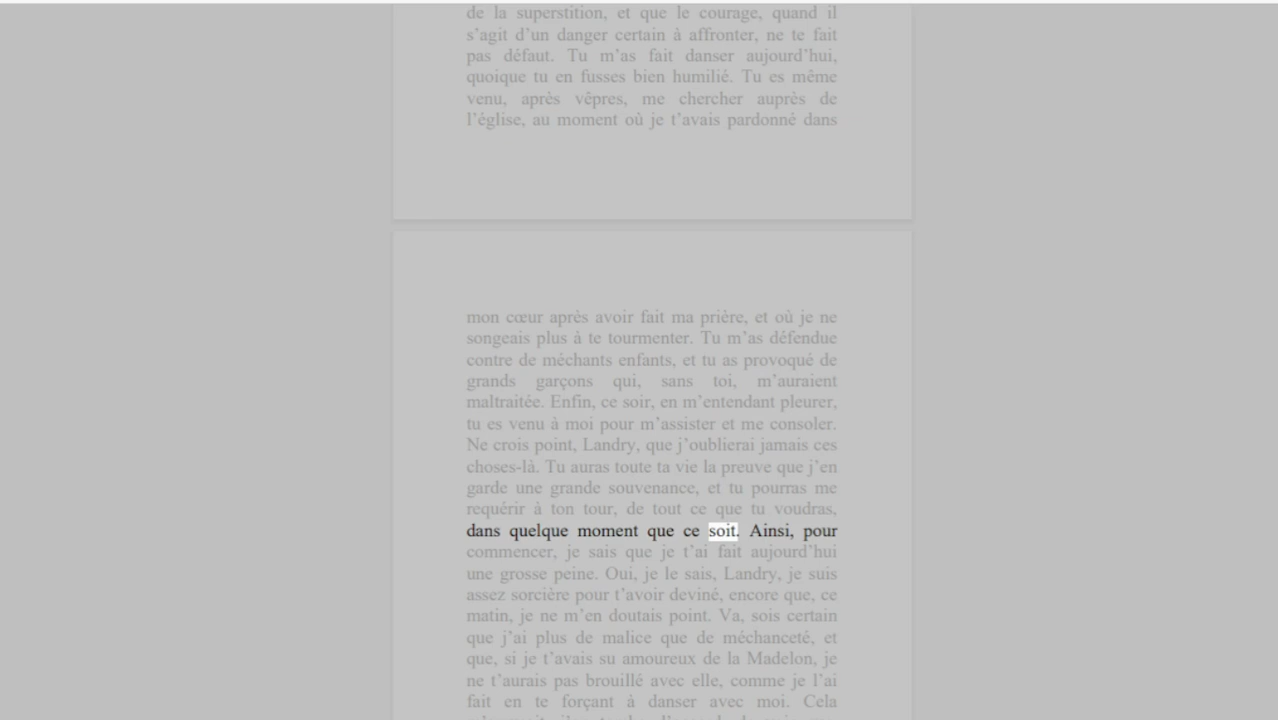 de la superstition, et que le courage, quand il
s'agit d'un danger certain à affronter, ne te fait
pas défaut. Tu m'as fait danser aujourd'hui,
quoique tu en fusses bien humilié. Tu es même
venu, après vêpres, me chercher auprès de
l'église, au moment où je t'avais pardonné dans
mon cœur après avoir fait ma prière, et où je ne
songeais plus à te tourmenter. Tu m'as défendue
contre de méchants enfants, et tu as provoqué de
grands garçons qui, sans toi, m'auraient
maltraitée. Enfin, ce soir, en m'entendant pleurer,
tu es venu à moi pour m'assister et me consoler.
Ne crois point, Landry, que j'oublierai jamais ces
choses-là. Tu auras toute ta vie la preuve que j'en
garde une grande souvenance, et tu pourras me
requérir à ton tour, de tout ce que tu voudras,
dans quelque moment que ce soit. Ainsi, pour
commencer, je sais que je t'ai fait aujourd'hui
une grosse peine. Oui, je le sais, Landry, je suis
assez sorcière pour t'avoir deviné, encore que, ce
matin, je ne m'en doutais point. Va, sois certain
que j'ai plus de malice que de méchanceté, et
que, si je t'avais su amoureux de la Madelon, je
ne t'aurais pas brouillé avec elle, comme je l'ai
fait en te forçant à danser avec moi. Cela